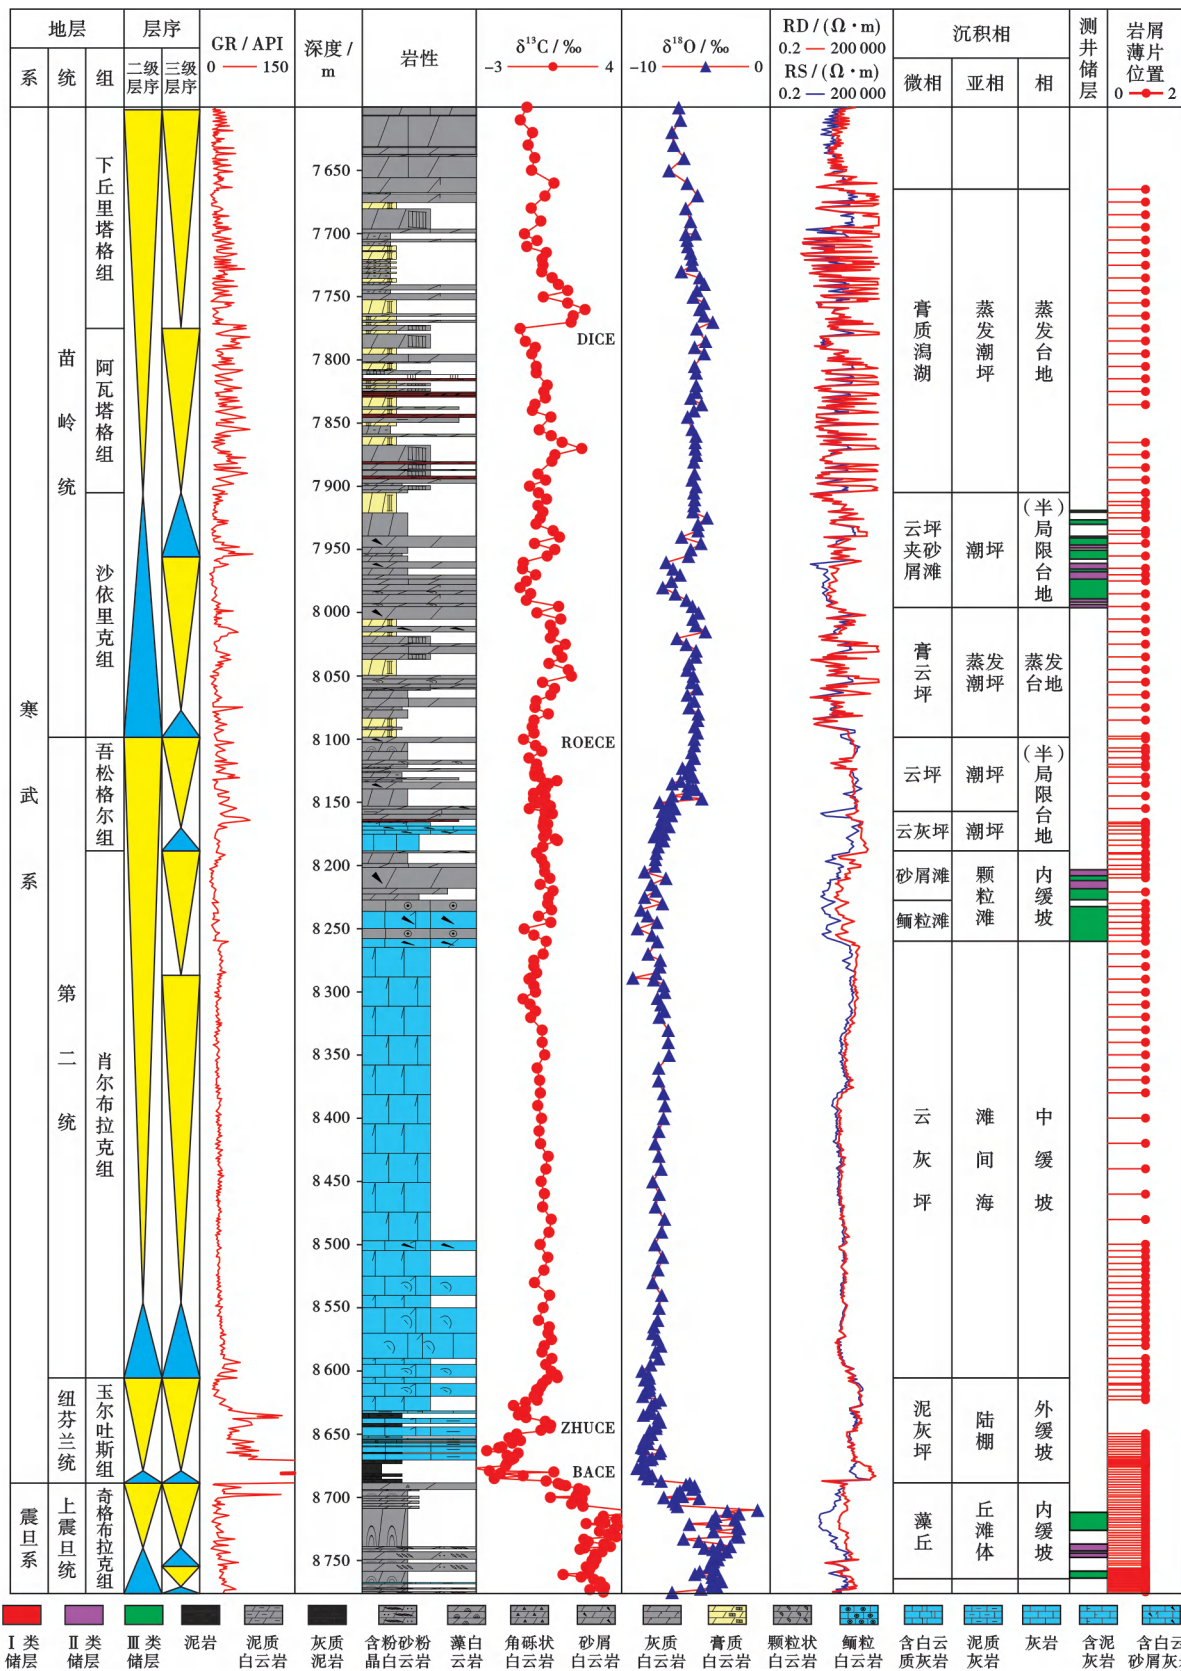 地层
层序
系
统
组
二级
层序
三级
层序
GR / API
0 150
深度 /
m
岩性
δ¹³C / ‰
−3 4
δ¹⁸O / ‰
−10 0
RD / (Ω·m)
0.2 200 000
RS / (Ω·m)
0.2 200 000
沉积相
微相
亚相
相
测井储层
岩屑
薄片
位置
0 2
寒武系
震旦系
苗岭统
第二统
纽芬兰统
上震旦统
下丘里塔格组
阿瓦塔格组
沙依里克组
吾松格尔组
肖尔布拉克组
玉尔吐斯组
奇格布拉克组
7 650
7 700
7 750
7 800
7 850
7 900
7 950
8 000
8 050
8 100
8 150
8 200
8 250
8 300
8 350
8 400
8 450
8 500
8 550
8 600
8 650
8 700
8 750
DICE
ROECE
ZHUCE
BACE
膏质潟湖
蒸发潮坪
蒸发台地
云坪
夹砂
屑滩
潮坪
(半)局限台地
膏云坪
蒸发
潮坪
蒸发
台地
云坪
潮坪
(半)局限台地
云灰坪
潮坪
砂屑滩
颗粒滩
内缓坡
鲕粒滩
云灰坪
滩间海
中缓坡
泥灰坪
陆棚
外缓坡
藻丘
丘滩体
内缓坡
Ⅰ 类
储层
Ⅱ 类
储层
Ⅲ 类
储层
泥岩
泥质
白云岩
灰质
泥岩
含粉砂粉
晶白云岩
藻白
云岩
角砾状
白云岩
砂屑
白云岩
灰质
白云岩
膏质
白云岩
颗粒状
白云岩
鲕粒
白云岩
含白云
质灰岩
泥质
灰岩
灰岩
含泥
灰岩
含白云
砂屑灰岩